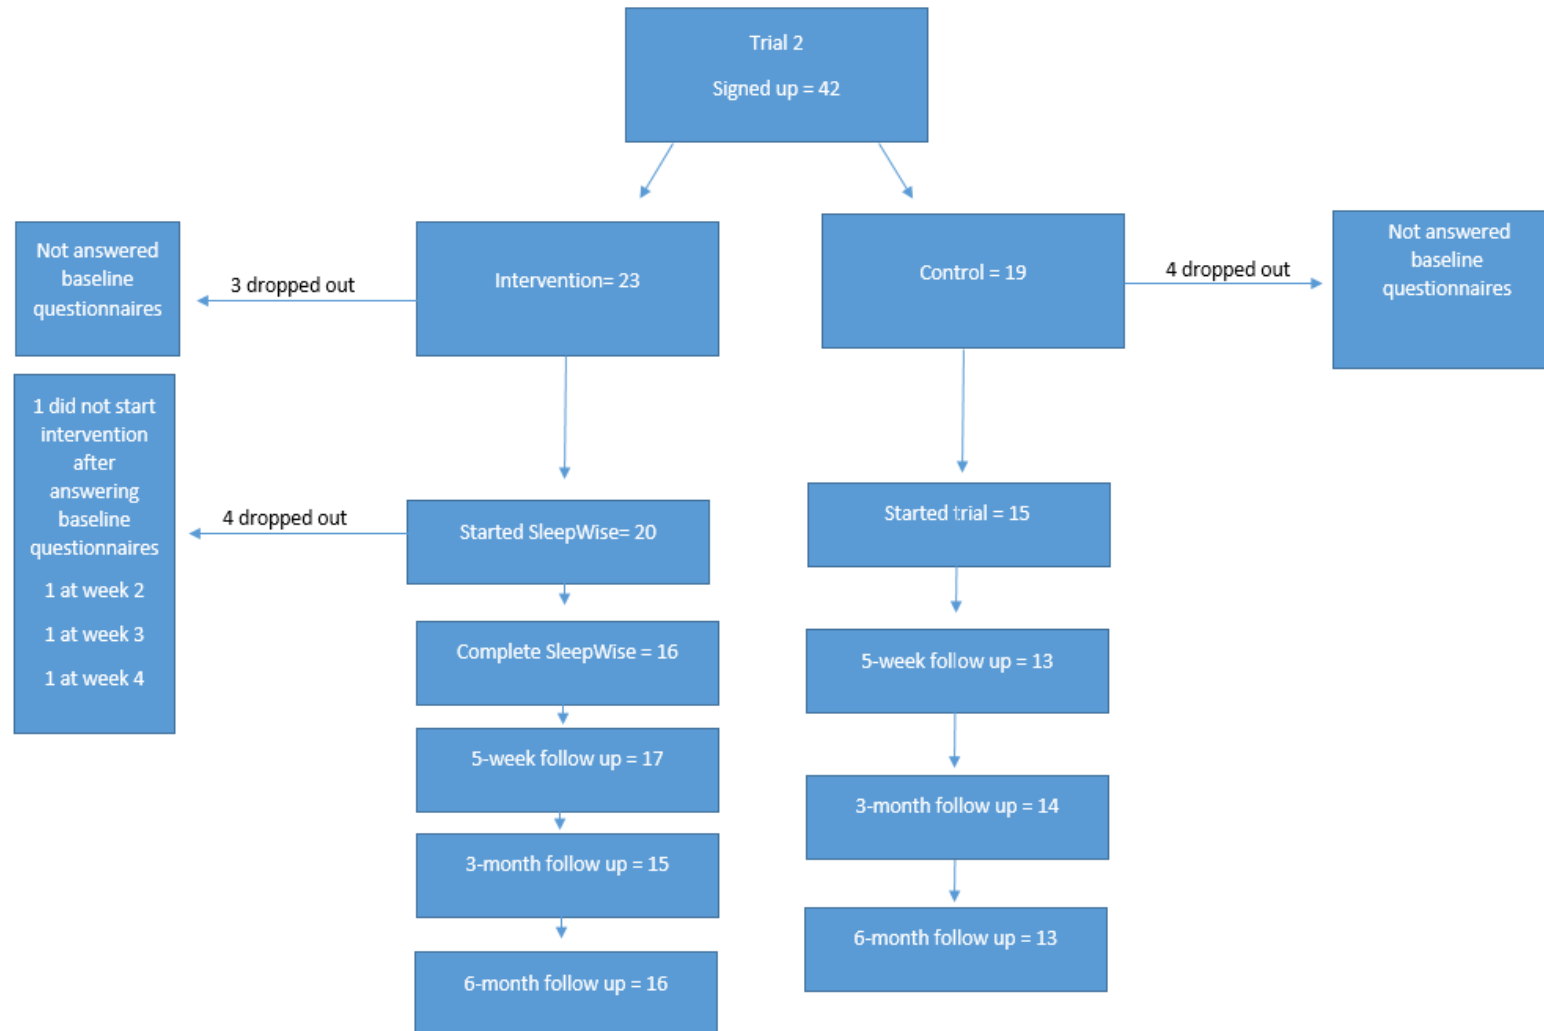 Trial 2
Signed up = 42
Not answered
baseline
questionnaires
3 dropped out
Intervention= 23
Control = 19
4 dropped out
Not answered
baseline
questionnaires
1 did not start
intervention
after
answering
baseline
questionnaires
1 at week 2
1 at week 3
1 at week 4
4 dropped out
Started SleepWise= 20
Started trial = 15
Complete SleepWise = 16
5-week follow up = 13
5-week follow up = 17
3-month follow up = 14
3-month follow up = 15
6-month follow up = 13
6-month follow up = 16